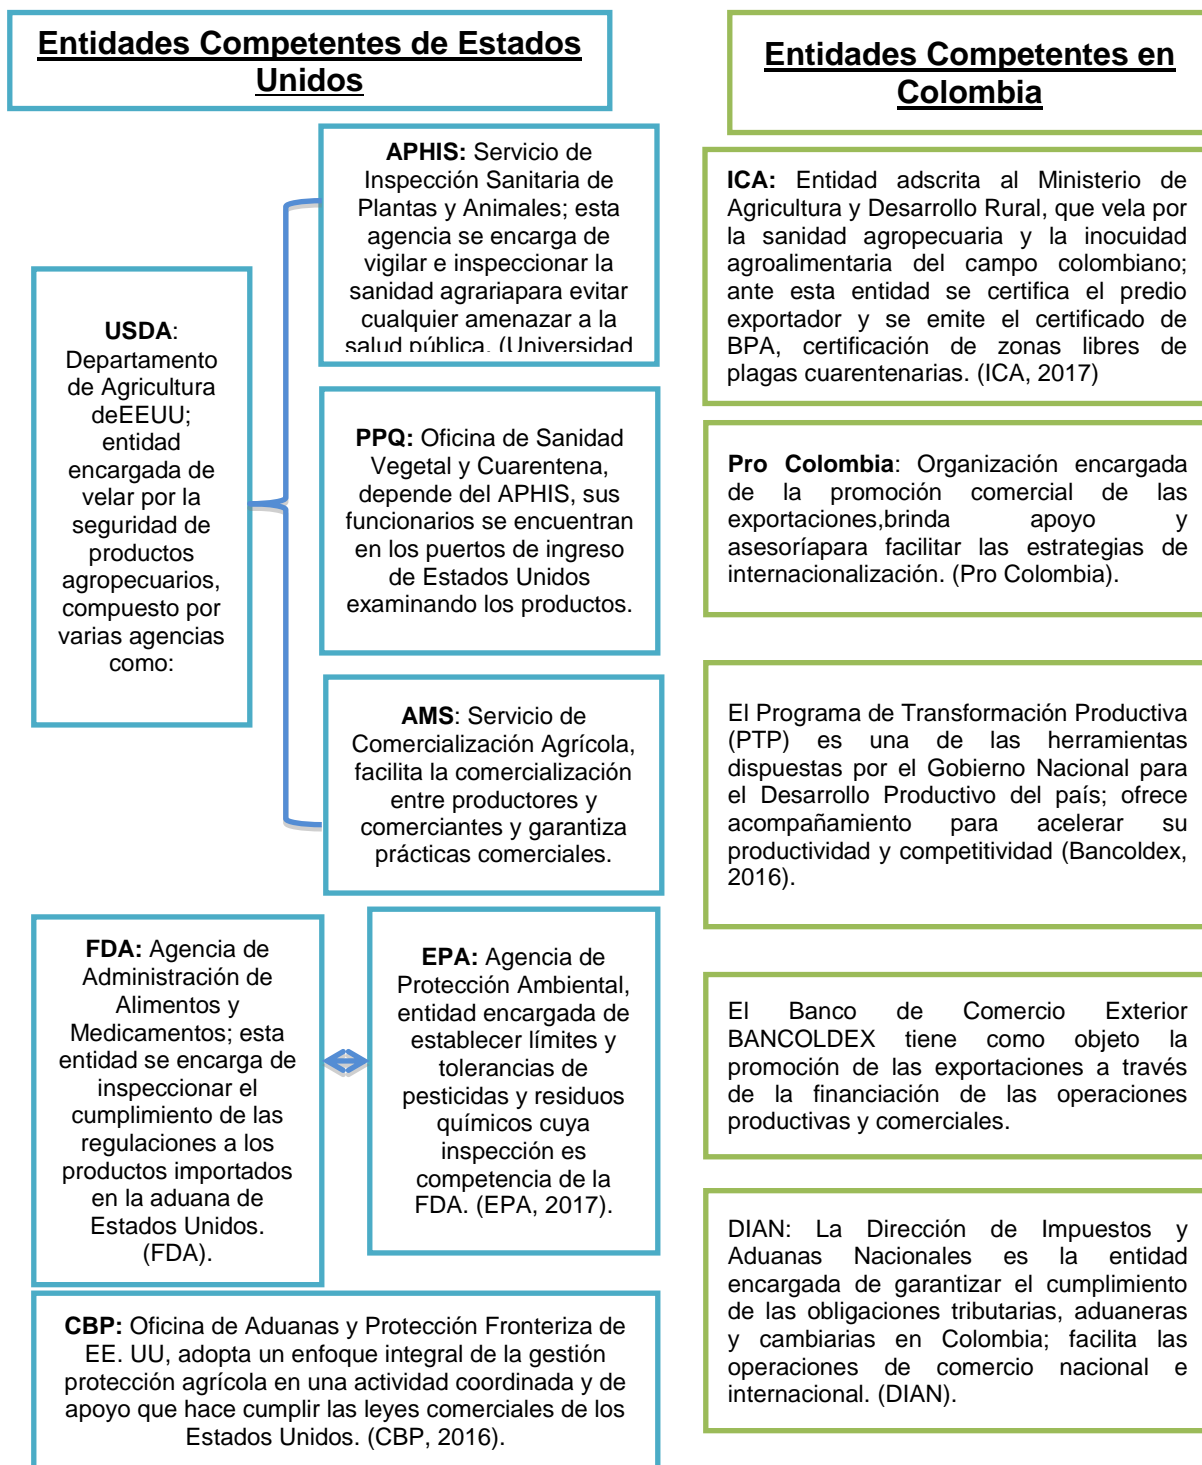 Entidades Competentes de Estados
Unidos
APHIS: Servicio de
Inspección Sanitaria de
Plantas y Animales; esta
agencia se encarga de
vigilar e inspeccionar la
sanidad agrariapara evitar
cualquier amenazar a la
salud pública. (Universidad
USDA:
Departamento
de Agricultura
deEEUU;
entidad
encargada de
velar por la
seguridad de
productos
agropecuarios,
compuesto por
varias agencias
como:
PPQ: Oficina de Sanidad
Vegetal y Cuarentena,
depende del APHIS, sus
funcionarios se encuentran
en los puertos de ingreso
de Estados Unidos
examinando los productos.
AMS: Servicio de
Comercialización Agrícola,
facilita la comercialización
entre productores y
comerciantes y garantiza
prácticas comerciales.
FDA: Agencia de
Administración de
Alimentos y
Medicamentos; esta
entidad se encarga de
inspeccionar el
cumplimiento de las
regulaciones a los
productos importados
en la aduana de
Estados Unidos.
(FDA).
EPA: Agencia de
Protección Ambiental,
entidad encargada de
establecer límites y
tolerancias de
pesticidas y residuos
químicos cuya
inspección es
competencia de la
FDA. (EPA, 2017).
CBP: Oficina de Aduanas y Protección Fronteriza de
EE. UU, adopta un enfoque integral de la gestión
protección agrícola en una actividad coordinada y de
apoyo que hace cumplir las leyes comerciales de los
Estados Unidos. (CBP, 2016).
Entidades Competentes en
Colombia
ICA: Entidad adscrita al Ministerio de
Agricultura y Desarrollo Rural, que vela por
la sanidad agropecuaria y la inocuidad
agroalimentaria del campo colombiano;
ante esta entidad se certifica el predio
exportador y se emite el certificado de
BPA, certificación de zonas libres de
plagas cuarentenarias. (ICA, 2017)
Pro Colombia: Organización encargada
de la promoción comercial de las
exportaciones,brinda apoyo y
asesoríapara facilitar las estrategias de
internacionalización. (Pro Colombia).
El Programa de Transformación Productiva
(PTP) es una de las herramientas
dispuestas por el Gobierno Nacional para
el Desarrollo Productivo del país; ofrece
acompañamiento para acelerar su
productividad y competitividad (Bancoldex,
2016).
El Banco de Comercio Exterior
BANCOLDEX tiene como objeto la
promoción de las exportaciones a través
de la financiación de las operaciones
productivas y comerciales.
DIAN: La Dirección de Impuestos y
Aduanas Nacionales es la entidad
encargada de garantizar el cumplimiento
de las obligaciones tributarias, aduaneras
y cambiarias en Colombia; facilita las
operaciones de comercio nacional e
internacional. (DIAN).